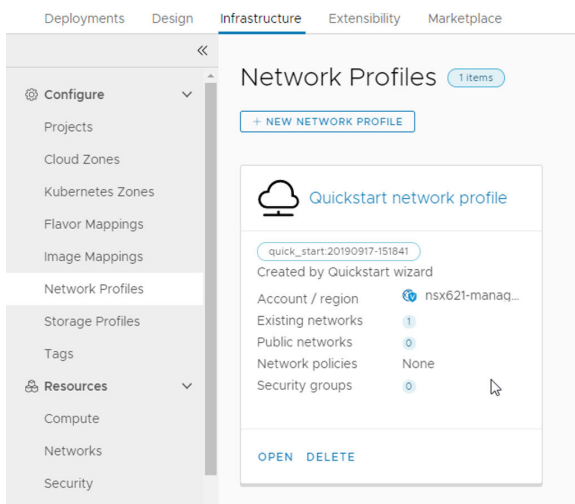 Deployments Design Infrastructure Extensibility Marketplace
Configure
Projects
Cloud Zones
Kubernetes Zones
Flavor Mappings
Image Mappings
Network Profiles
Storage Profiles
Tags
Resources
Compute
Networks
Security
Network Profiles 1 items
+ NEW NETWORK PROFILE
Quickstart network profile
quick_start:20190917-151841
Created by Quickstart wizard
Account / region nsx621-manag...
Existing networks 1
Public networks 0
Network policies None
Security groups 0
OPEN DELETE